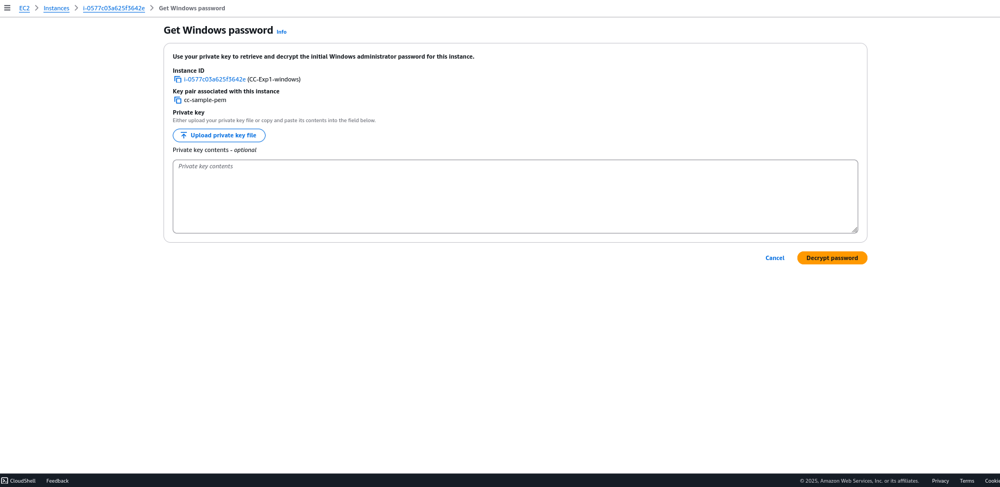 EC2 Instances i-0577c03a625f3642e Get Windows password
Get Windows password Info
Use your private key to retrieve and decrypt the initial Windows administrator password for this instance.
Instance ID
i-0577c03a625f3642e (CC-Exp1-windows)
Key pair associated with this instance
cc-sample-pem
Private key
Either upload your private key file or copy and paste its contents into the field below.
Upload private key file
Private key contents - optional
Private key contents
Cancel Decrypt password
CloudShell Feedback © 2025, Amazon Web Services, Inc. or its affiliates. Privacy Terms Cookie